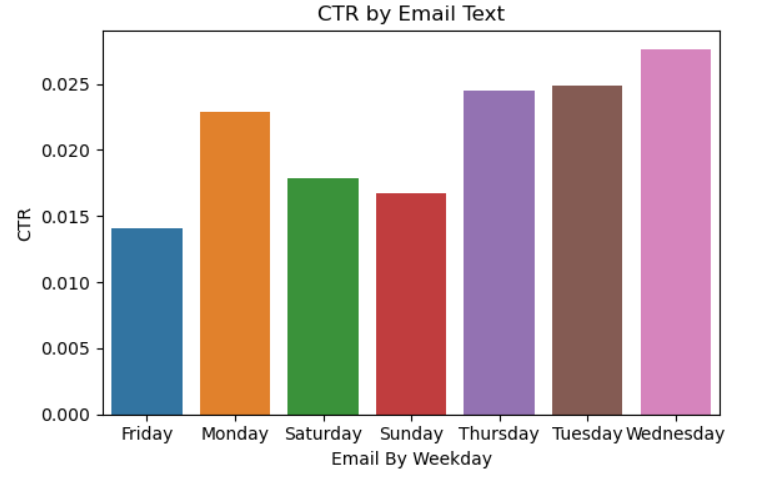 CTR by Email Text
CTR
0.025
0.020
0.015
0.010
0.005
0.000
Friday Monday Saturday Sunday Thursday Tuesday Wednesday
Email By Weekday